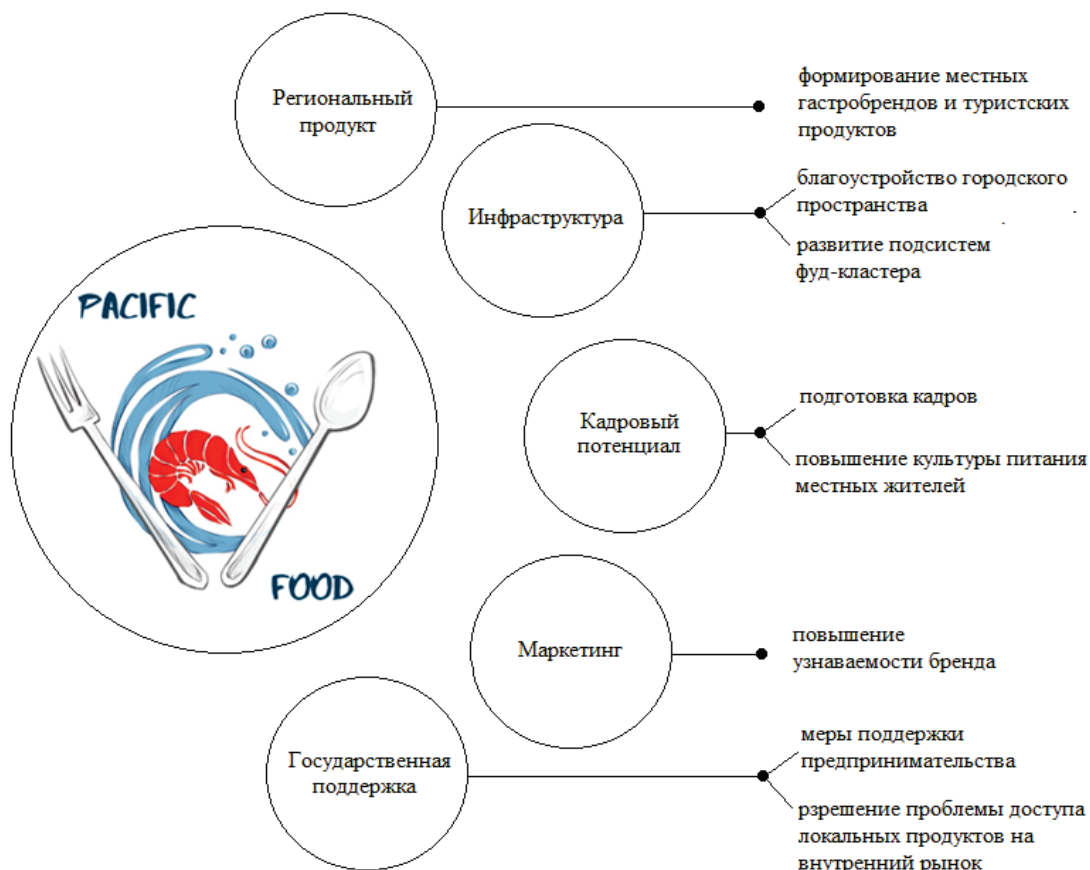 Региональный
продукт
формирование местных
гастробрендов и туристских
продуктов
Инфраструктура
благоустройство городского
пространства
развитие подсистем
фуд-кластера
PACIFIC
FOOD
Кадровый
потенциал
подготовка кадров
повышение культуры питания
местных жителей
Маркетинг
повышение
узнаваемости бренда
Государственная
поддержка
меры поддержки
предпринимательства
рзрешение проблемы доступа
локальных продуктов на
внутренний рынок